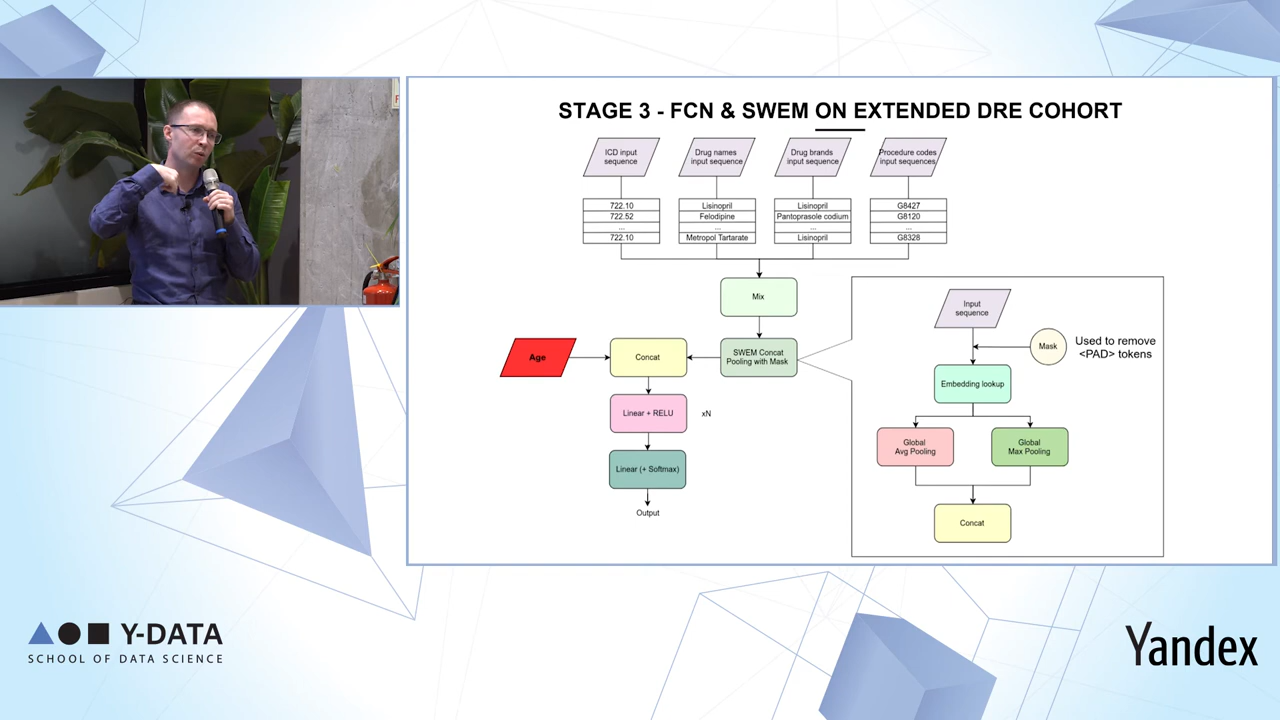 STAGE 3 - FCN & SWEM ON EXTENDED DRE COHORT
ICD input
sequence
Drug names
input sequence
Drug brands
input sequence
Procedure codes
input sequences
722.10
722.52
...
722.10
Lisinopril
Felodipine
...
Metropol Tartarate
Lisinopril
Pantoprasole codium
...
Lisinopril
G8427
G8120
...
G8328
Mix
Age
Concat
SWEM Concat
Pooling with Mask
Linear + RELU
xN
Linear (+ Softmax)
Output
Input
sequence
Mask
Used to remove
<PAD> tokens
Embedding lookup
Global
Avg Pooling
Global
Max Pooling
Concat
Y-DATA
SCHOOL OF DATA SCIENCE
Yandex